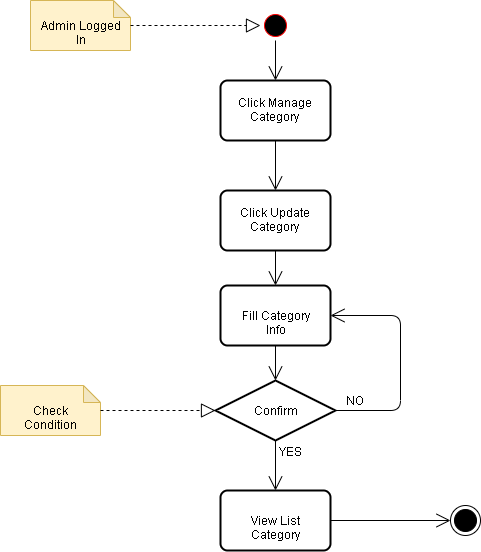 Admin Logged
In
Click Manage
Category
Click Update
Category
Fill Category
Info
Check
Condition
Confirm
NO
YES
View List
Category